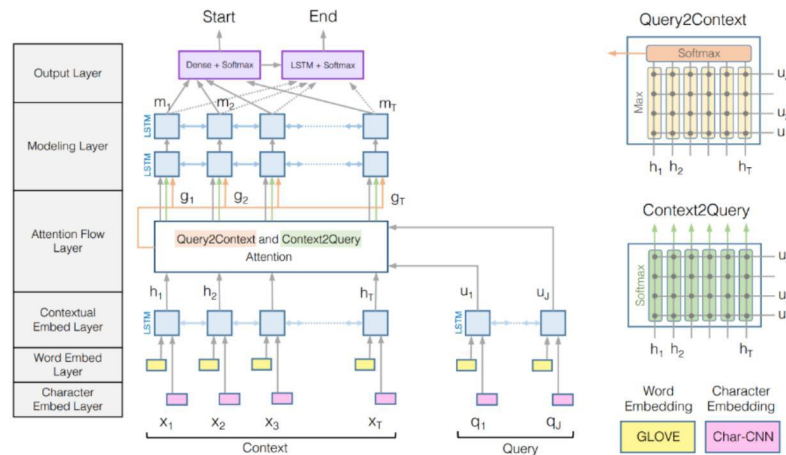 Start End
Query2Context
Output Layer
Dense + Softmax
LSTM + Softmax
Softmax
Max
m1 m2 mT
LSTM
Modeling Layer
LSTM
h1 h2 hT
g1 g2 gT
Attention Flow
Layer
Query2Context and Context2Query
Attention
Context2Query
Softmax
h1 h2 hT
u1 uJ
Contextual
Embed Layer
LSTM
LSTM
h1 h2 hT
Word Embed
Layer
Character
Embed Layer
Word
Embedding
Character
Embedding
GLOVE
Char-CNN
x1 x2 x3 xT
q1 qJ
Context
Query